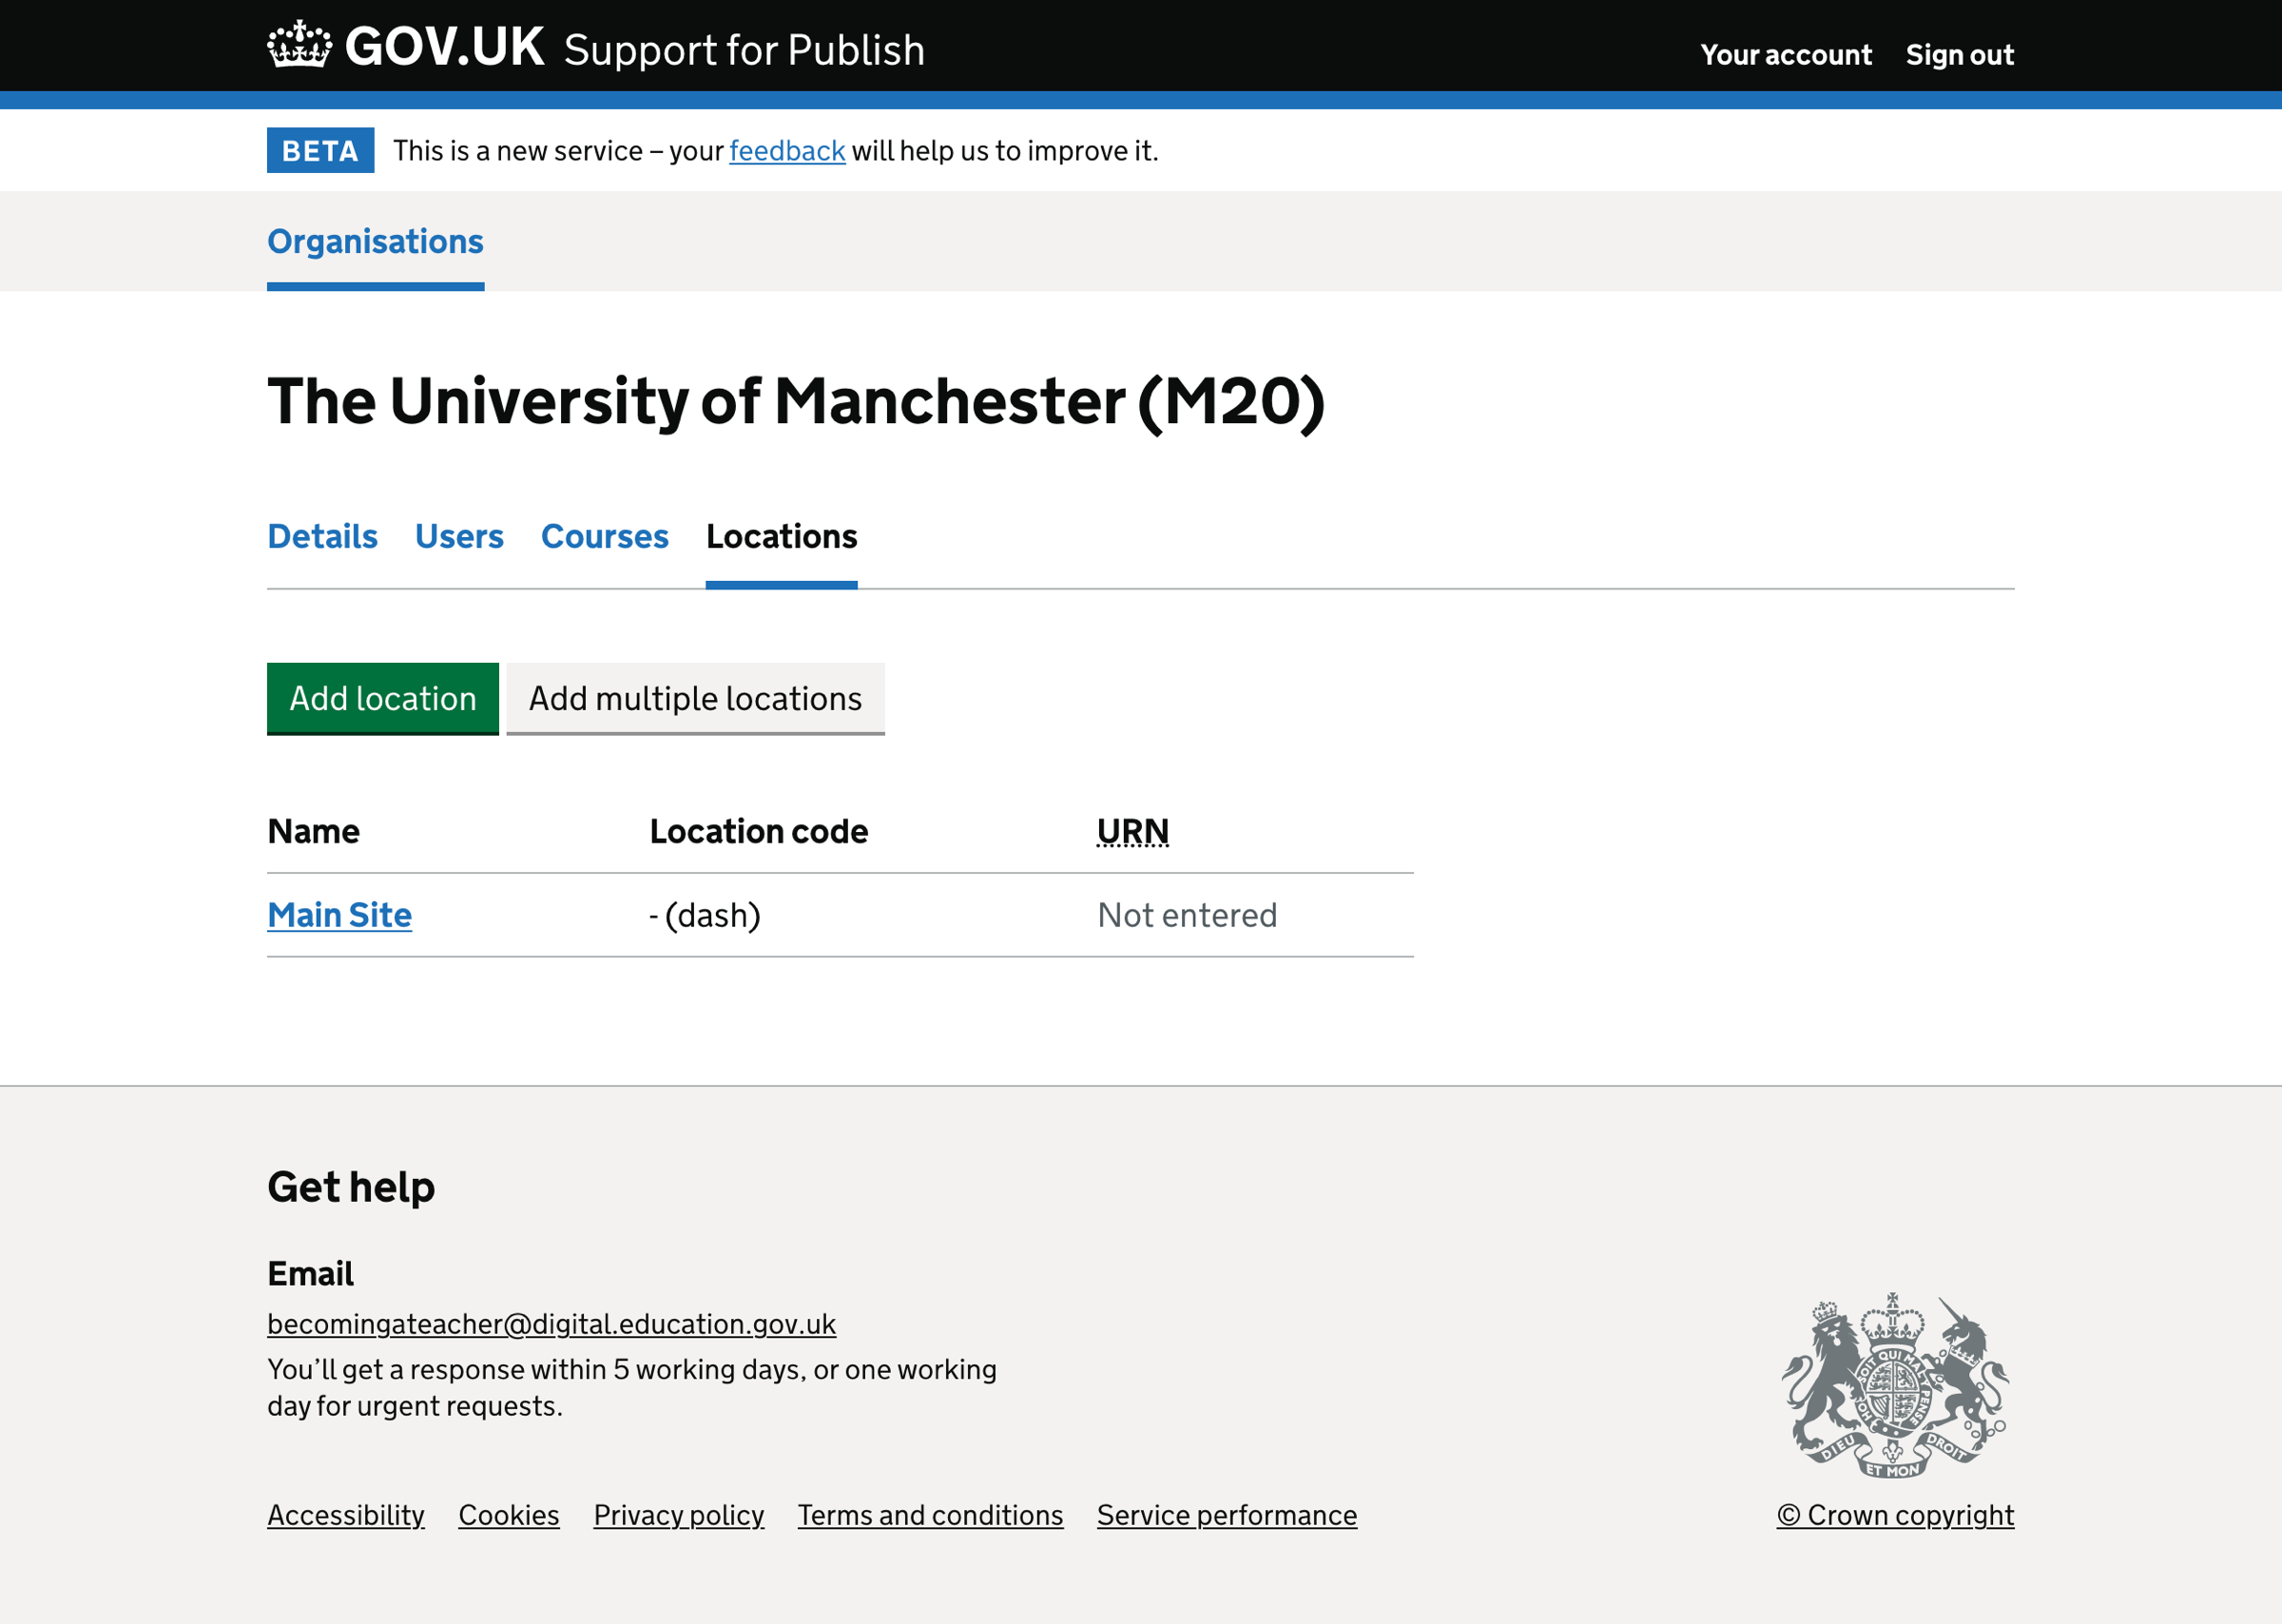 GOV.UK Support for Publish
Your account Sign out
BETA This is a new service – your feedback will help us to improve it.
Organisations
The University of Manchester (M20)
Details Users Courses Locations
Add location Add multiple locations
Name Location code URN
Main Site - (dash) Not entered
Get help
Email
becomingateacher@digital.education.gov.uk
You’ll get a response within 5 working days, or one working
day for urgent requests.
SOIT QUI MAL
PENSE
HO
DIEU ET MON DROIT
Accessibility Cookies Privacy policy Terms and conditions Service performance
© Crown copyright